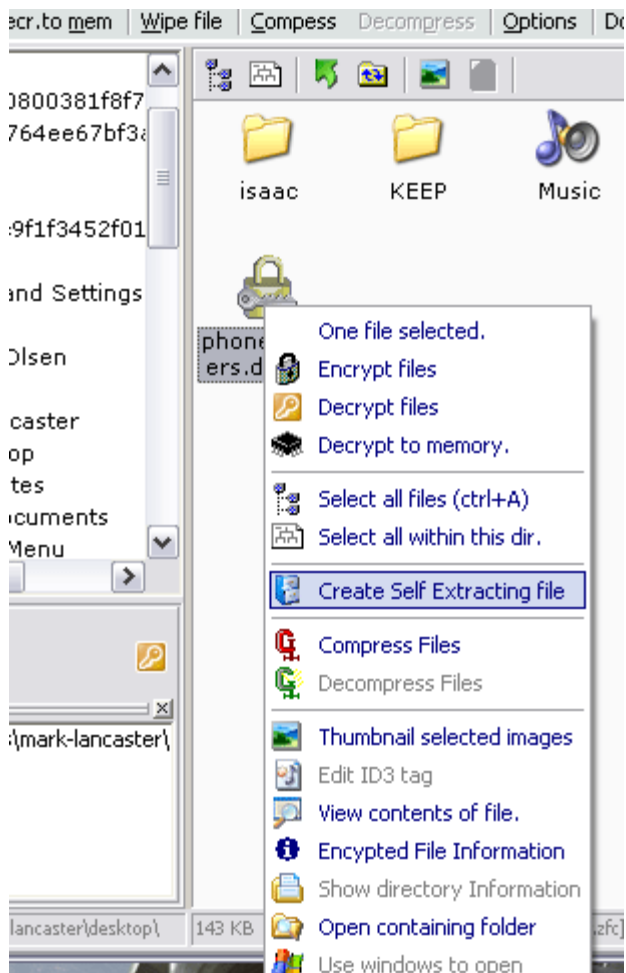 ecr.to mem Wipe file Compess Decompress Options Do
0800381f8f7
764ee67bf3a
9f1f3452f01
and Settings
Olsen
caster
op
tes
ocuments
Menu
isaac KEEP Music
phone
ers.d
One file selected.
Encrypt files
Decrypt files
Decrypt to memory.
Select all files (ctrl+A)
Select all within this dir.
Create Self Extracting file
Compress Files
Decompress Files
Thumbnail selected images
Edit ID3 tag
View contents of file.
Encypted File Information
Show directory Information
Open containing folder
Use windows to open
s\mark-lancaster\
lancaster\desktop\ 143 KB .zfc]